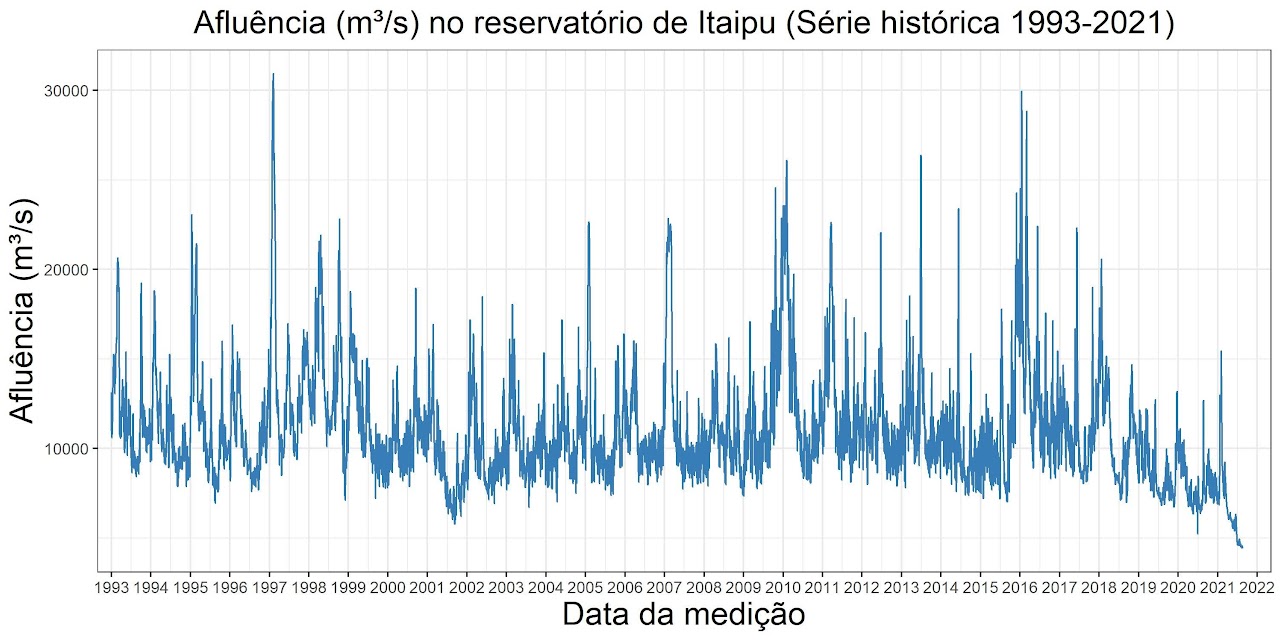 Afluência (m³/s) no reservatório de Itaipu (Série histórica 1993-2021)
Afluência (m³/s)
30000
20000
10000
1993 1994 1995 1996 1997 1998 1999 2000 2001 2002 2003 2004 2005 2006 2007 2008 2009 2010 2011 2012 2013 2014 2015 2016 2017 2018 2019 2020 2021 2022
Data da medição